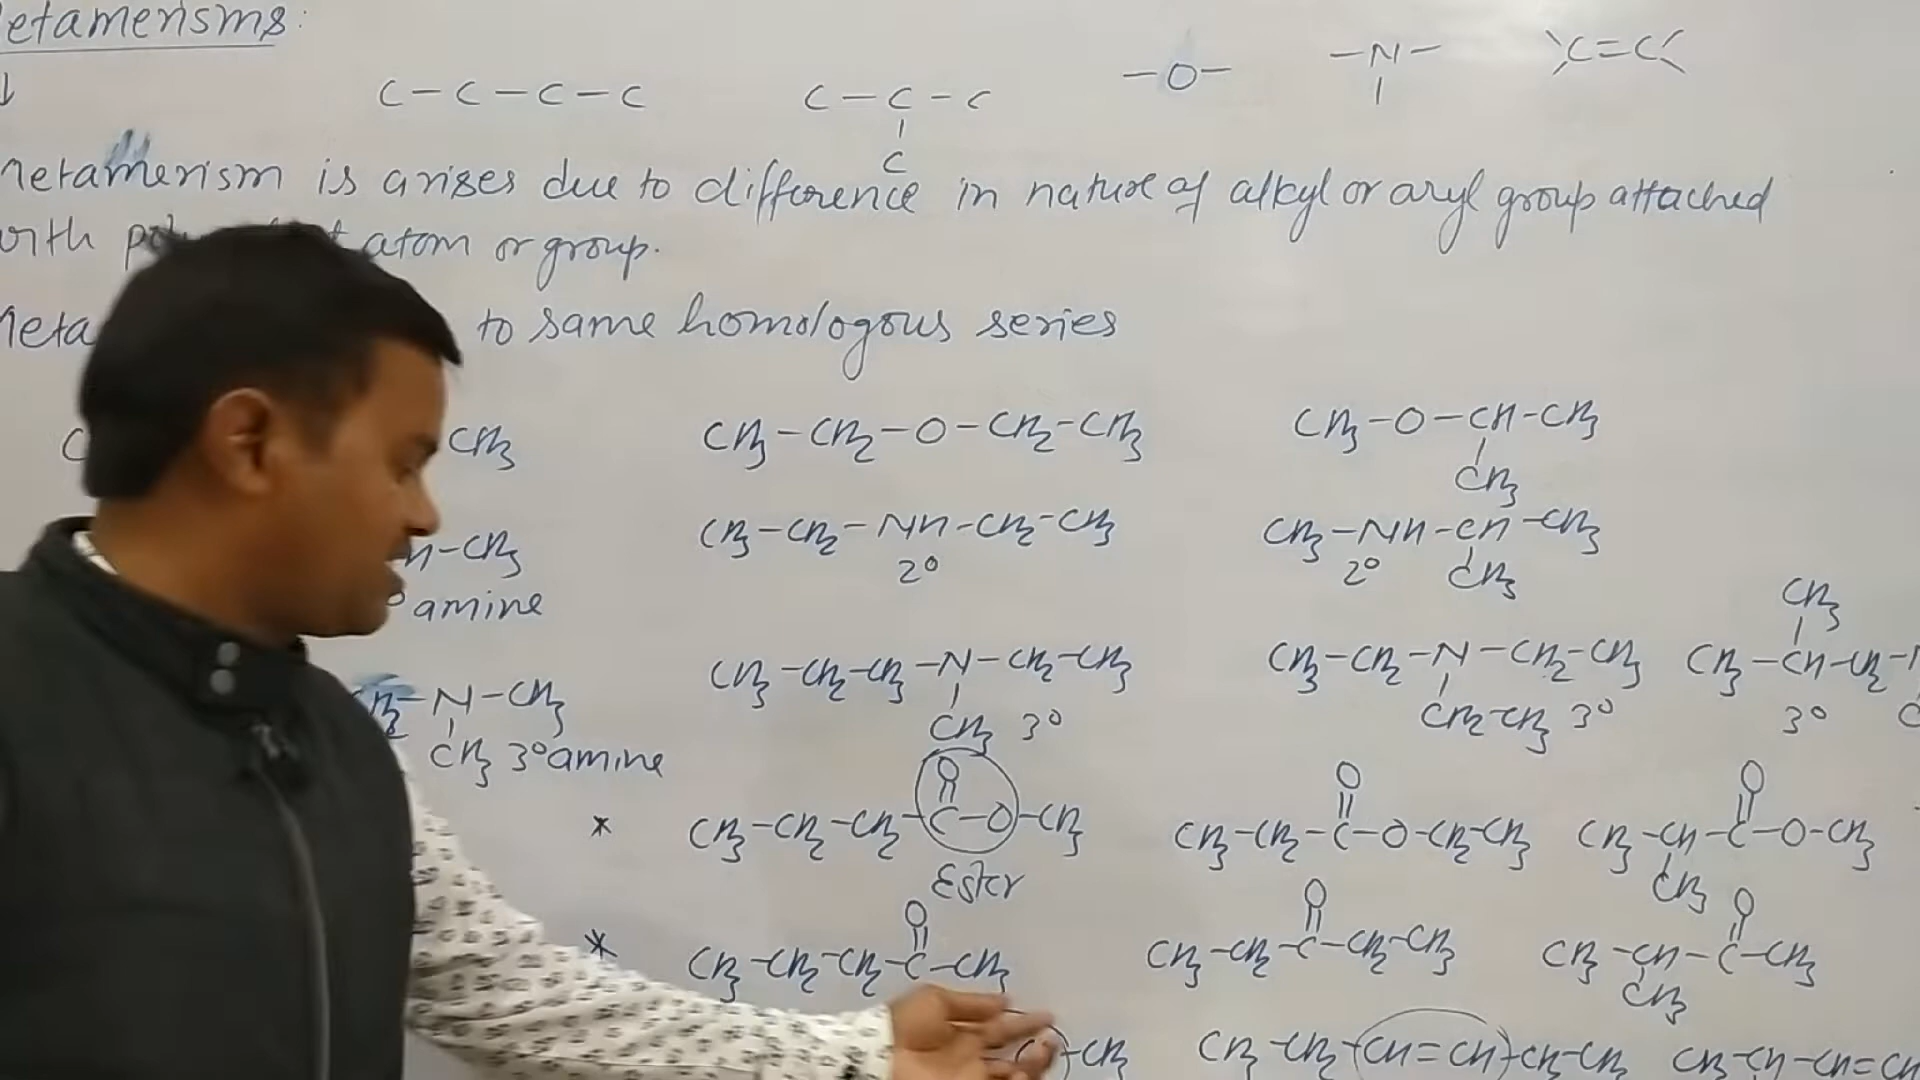 etamerisms:
C-C-C-C C-C-C -O- -N- >C=C<
C
Metamerism is arises due to difference in nature of alkyl or aryl group attached
with atom or group.
to same homologous series
CH3 CH3-CH2-O-CH2-CH3 CH3-O-CH-CH3
CH3
H-CH3 CH3-CH2-NH-CH2-CH3 CH3-NH-CH-CH3
amine 2° 2° CH3
CH3
CH2-N-CH3 CH3-CH2-CH2-N-CH2-CH3 CH3-CH2-N-CH2-CH3 CH3-CH-CH2-N
CH3 3° amine CH3 3° CH2-CH3 3° 3°
O O O
* CH3-CH2-CH2-C-O-CH3 CH3-CH2-C-O-CH2-CH3 CH3-CH-C-O-CH3
Ester CH3
O O O
* CH3-CH2-CH2-C-CH3 CH3-CH2-C-CH2-CH3 CH3-CH-C-CH3
CH3
-CH3 CH3-CH2-CH=CH-CH2-CH3 CH3-CH-CH=CH